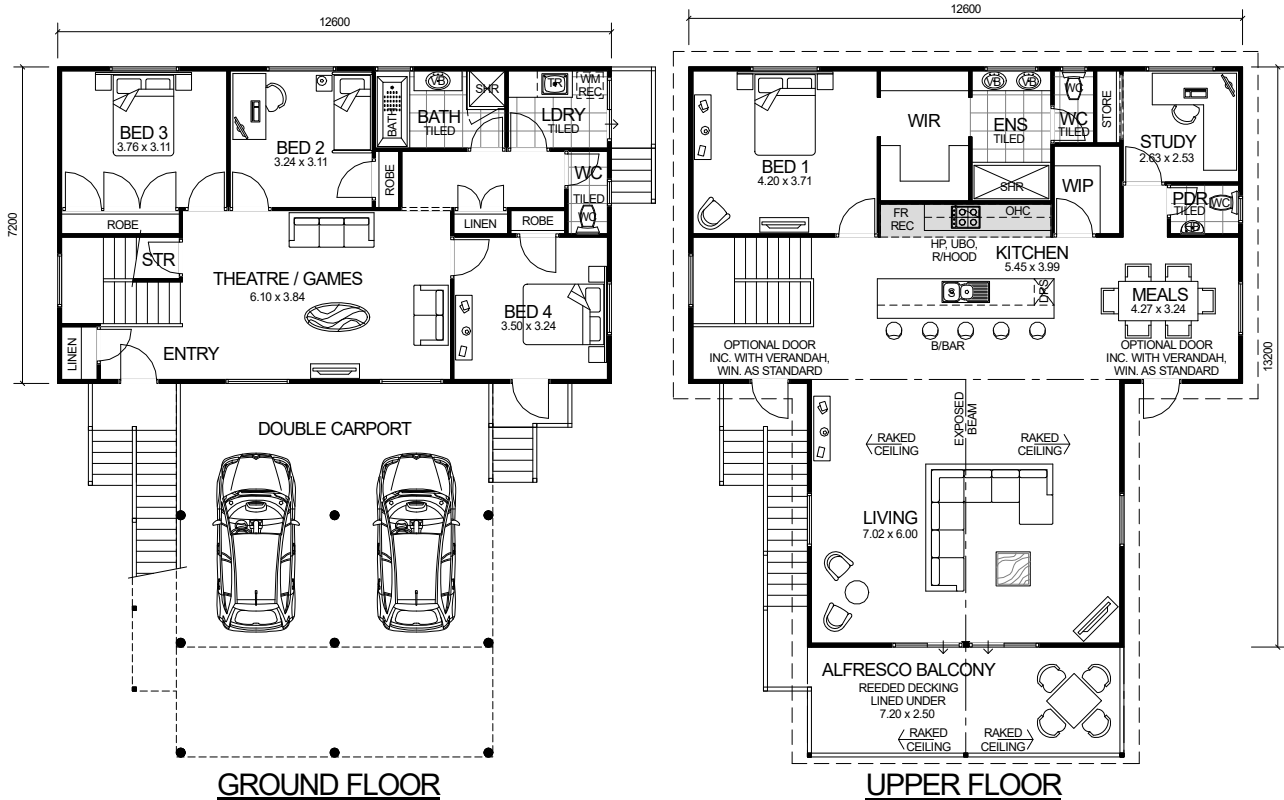 12600
7200
BED 3
3.76 x 3.11
BED 2
3.24 x 3.11
BATH
VB
BATH
TILED
SHR
TR
WM
REC
LDRY
TILED
ROBE
ROBE
LINEN
ROBE
WC
TILED
WC
STR
THEATRE / GAMES
6.10 x 3.84
BED 4
3.50 x 3.24
LINEN
ENTRY
DOUBLE CARPORT
GROUND FLOOR
12600
13200
BED 1
4.20 x 3.71
WIR
VB
VB
ENS
TILED
SHR
WC
WC
TILED
STORE
STUDY
2.63 x 2.53
WIP
PDR
TILED
WC
FR
REC
OHC
HP, UBO,
R/HOOD
KITCHEN
5.45 x 3.99
S
DRS
B/BAR
MEALS
4.27 x 3.24
OPTIONAL DOOR
INC. WITH VERANDAH,
WIN. AS STANDARD
OPTIONAL DOOR
INC. WITH VERANDAH,
WIN. AS STANDARD
EXPOSED
BEAM
RAKED
CEILING
RAKED
CEILING
LIVING
7.02 x 6.00
ALFRESCO BALCONY
REEDED DECKING
LINED UNDER
7.20 x 2.50
RAKED
CEILING
RAKED
CEILING
UPPER FLOOR